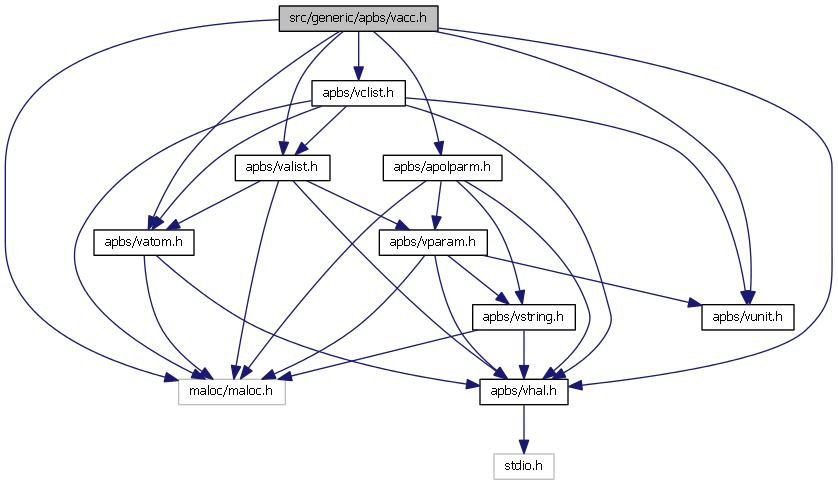 src/generic/apbs/vacc.h
apbs/vclist.h
apbs/valist.h
apbs/apolparm.h
apbs/vatom.h
apbs/vparam.h
apbs/vstring.h
apbs/vunit.h
maloc/maloc.h
apbs/vhal.h
stdio.h